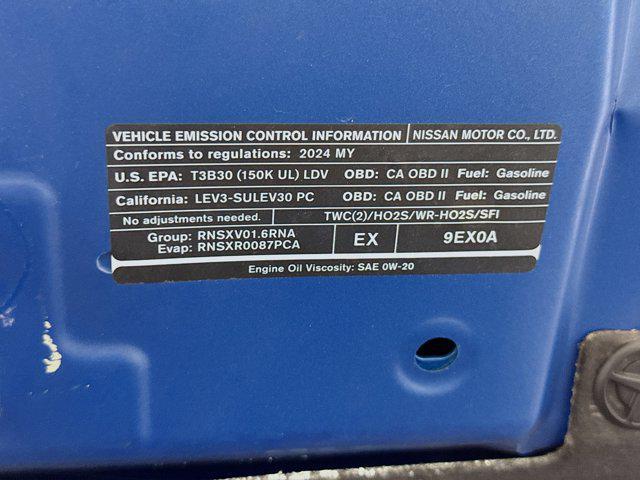 VEHICLE EMISSION CONTROL INFORMATION NISSAN MOTOR CO., LTD.
Conforms to regulations: 2024 MY
U.S. EPA: T3B30 (150K UL) LDV OBD: CA OBD II Fuel: Gasoline
California: LEV3-SULEV30 PC OBD: CA OBD II Fuel: Gasoline
No adjustments needed. TWC(2)/HO2S/WR-HO2S/SFI
Group: RNSXV01.6RNA
Evap: RNSXR0087PCA
EX
9EX0A
Engine Oil Viscosity: SAE 0W-20